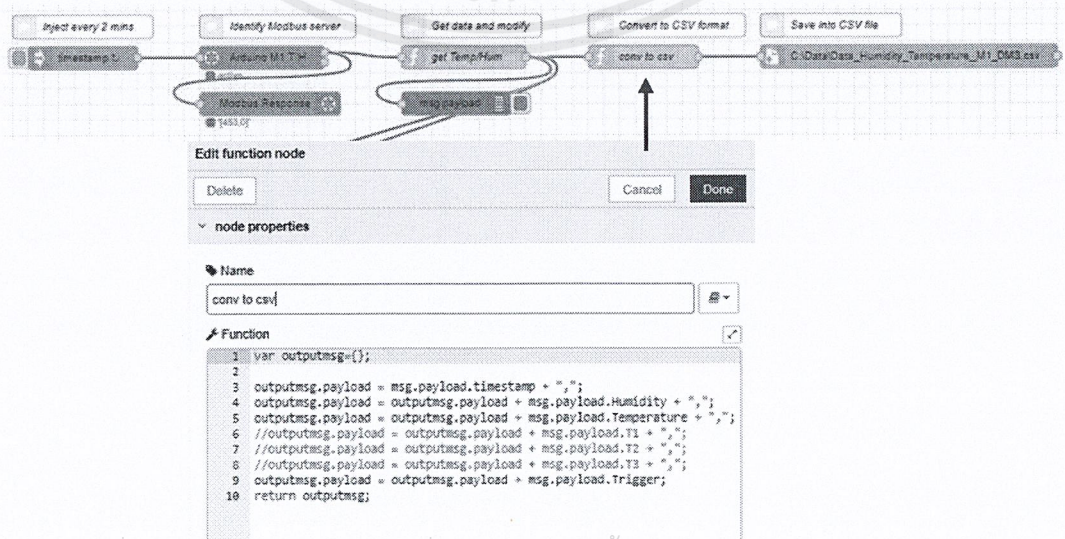 Inject every 2 mins
Identify Modbus server
Get data and modify
Convert to CSV format
Save into CSV file
timestamp ↻
Arduino M1 T/H
get Temp/Hum
conv to csv
C:\Data\Data_Humidity_Temperature_M1_DMS.csv
active
Modbus Response
msg.payload
[453,0]
Edit function node
Delete
Cancel
Done
node properties
Name
conv to csv
Function
1 var outputmsg={};
2
3 outputmsg.payload = msg.payload.timestamp + ",";
4 outputmsg.payload = outputmsg.payload + msg.payload.Humidity + ",";
5 outputmsg.payload = outputmsg.payload + msg.payload.Temperature + ",";
6 //outputmsg.payload = outputmsg.payload + msg.payload.T1 + ",";
7 //outputmsg.payload = outputmsg.payload + msg.payload.T2 + ",";
8 //outputmsg.payload = outputmsg.payload + msg.payload.T3 + ",";
9 outputmsg.payload = outputmsg.payload + msg.payload.Trigger;
10 return outputmsg;